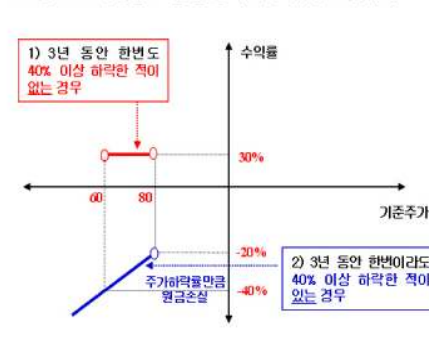 1) 3년 동안 한번도
40% 이상 하락한 적이
없는 경우
수익률
30%
60
80
기준주가
-20%
주가하락률만큼
원금손실
-40%
2) 3년 동안 한번이라도
40% 이상 하락한 적이
있는 경우